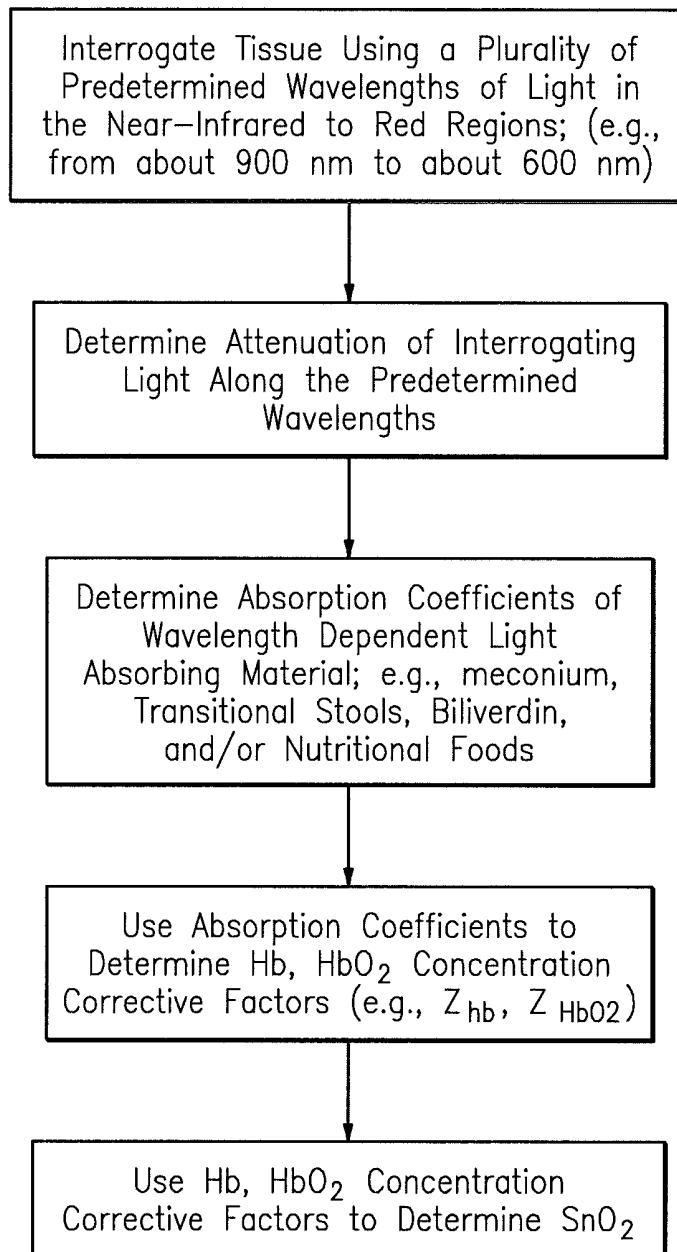 Interrogate Tissue Using a Plurality of
Predetermined Wavelengths of Light in
the Near-Infrared to Red Regions; (e.g.,
from about 900 nm to about 600 nm)
Determine Attenuation of Interrogating
Light Along the Predetermined
Wavelengths
Determine Absorption Coefficients of
Wavelength Dependent Light
Absorbing Material; e.g., meconium,
Transitional Stools, Biliverdin,
and/or Nutritional Foods
Use Absorption Coefficients to
Determine Hb, HbO₂ Concentration
Corrective Factors (e.g., Z hb, Z HbO2)
Use Hb, HbO₂ Concentration
Corrective Factors to Determine SnO₂